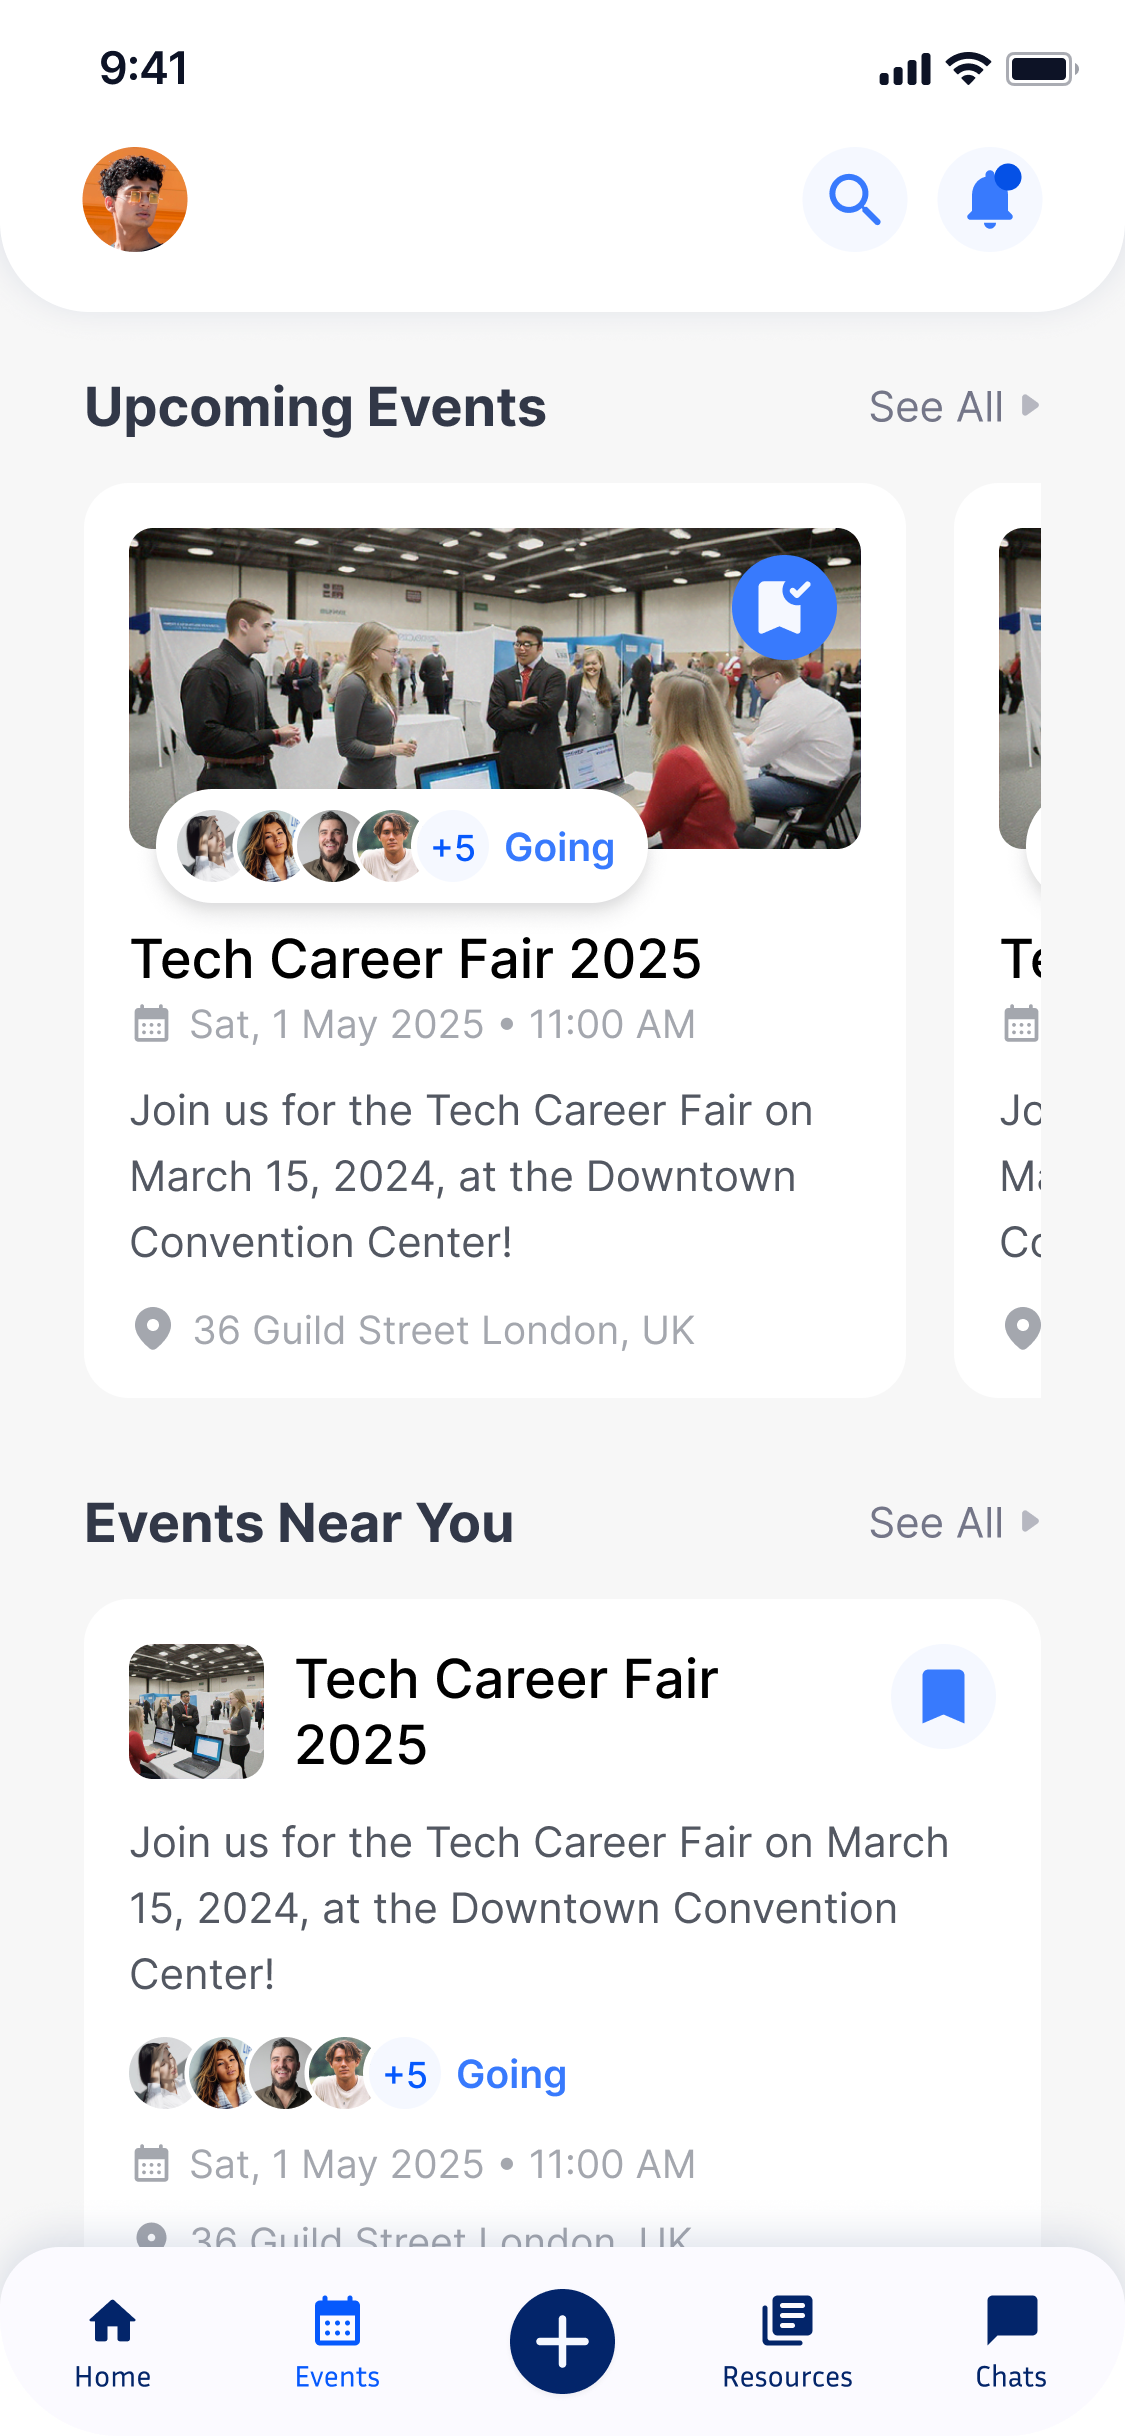 9:41
Upcoming Events
See All
+5 Going
Tech Career Fair 2025
Sat, 1 May 2025 • 11:00 AM
Join us for the Tech Career Fair on
March 15, 2024, at the Downtown
Convention Center!
36 Guild Street London, UK
Te
Jo
Ma
Co
Events Near You
See All
Tech Career Fair
2025
Join us for the Tech Career Fair on March
15, 2024, at the Downtown Convention
Center!
+5 Going
Sat, 1 May 2025 • 11:00 AM
36 Guild Street London, UK
Home
Events
Resources
Chats